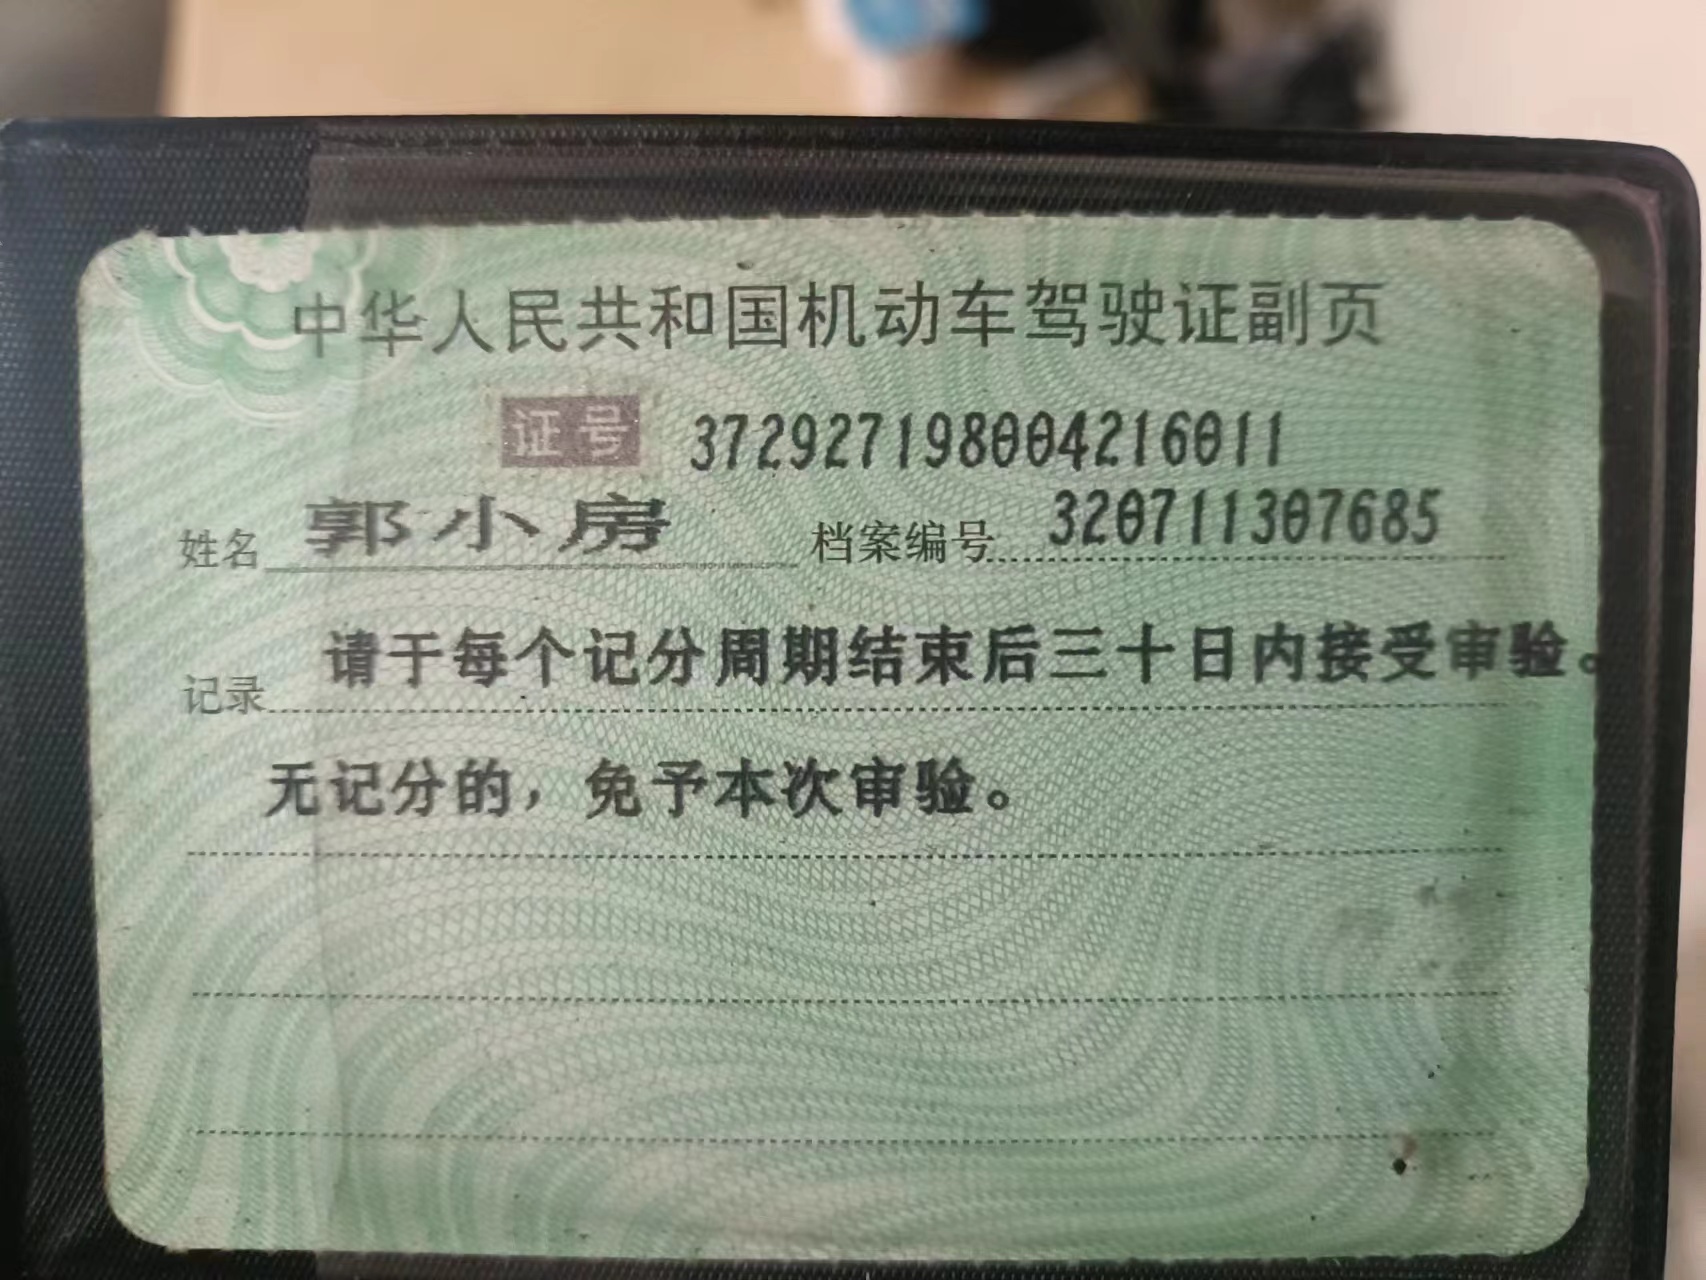 中华人民共和国机动车驾驶证副页
证号 372927198004216011
姓名 郭小房 档案编号 320711307685
记录 请于每个记分周期结束后三十日内接受审验。
无记分的，免予本次审验。